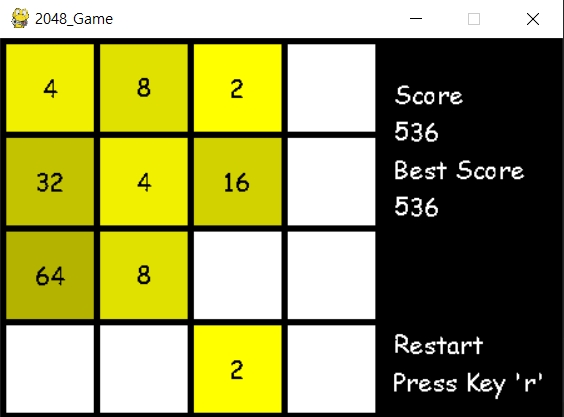 2048_Game
4 8 2
32 4 16
64 8
2
Score
536
Best Score
536
Restart
Press Key 'r'